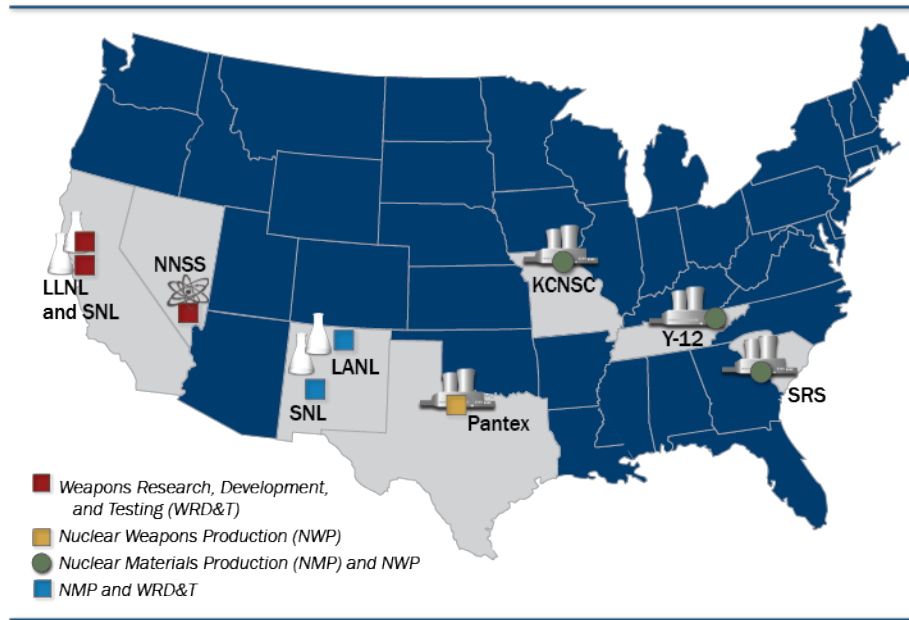 NNSS
LLNL
and SNL
KCNSC
Y-12
LANL
SNL
Pantex
SRS
Weapons Research, Development,
and Testing (WRD&T)
Nuclear Weapons Production (NWP)
Nuclear Materials Production (NMP) and NWP
NMP and WRD&T